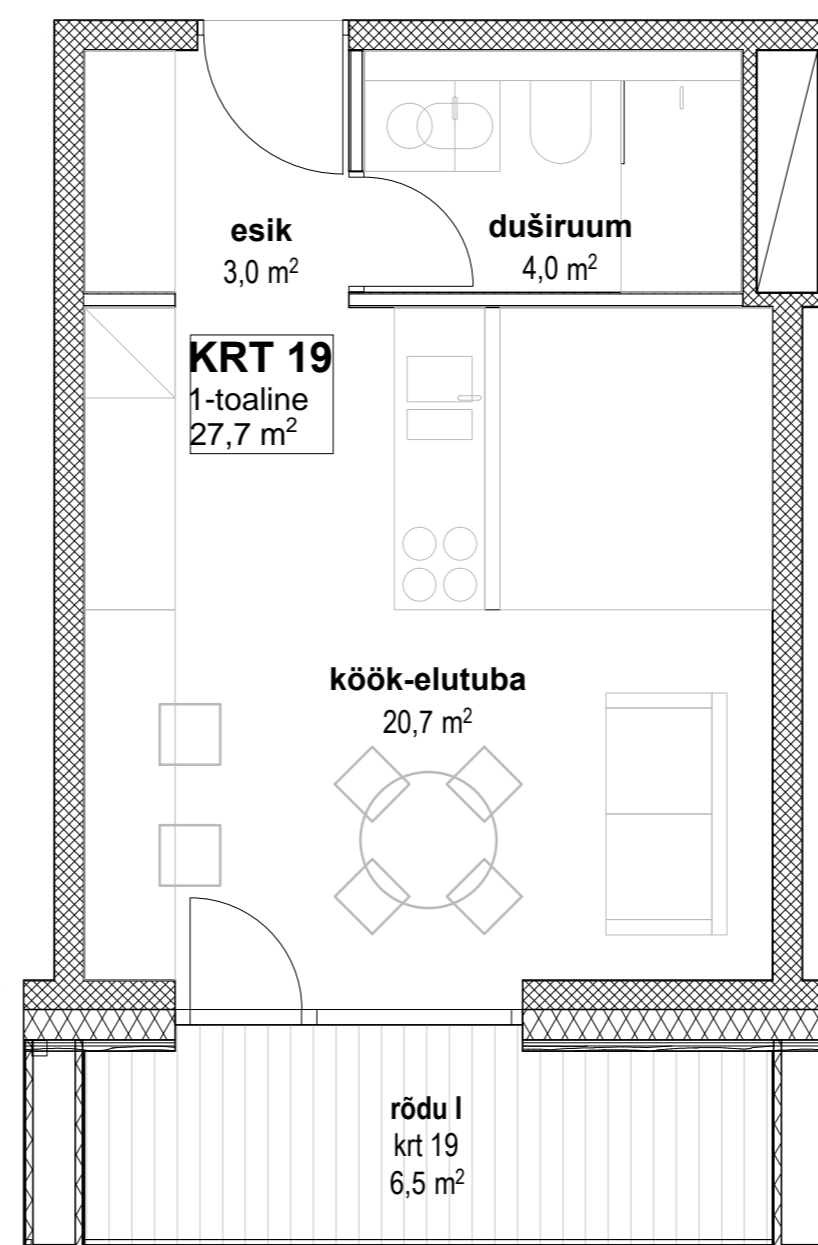 esik
3,0 m²
duširuum
4,0 m²
KRT 19
1-toaline
27,7 m²
köök-elutuba
20,7 m²
rõdu I
krt 19
6,5 m²